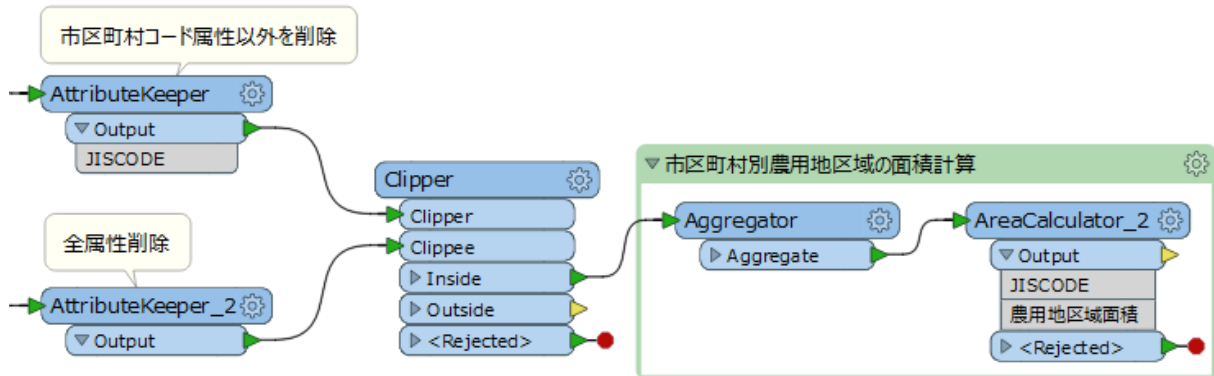 市区町村コード属性以外を削除
AttributeKeeper
Output
JISCODE
全属性削除
AttributeKeeper_2
Output
Clipper
Clipper
Clippee
Inside
Outside
<Rejected>
市区町村別農用地区域の面積計算
Aggregator
Aggregate
AreaCalculator_2
Output
JISCODE
農用地区域面積
<Rejected>